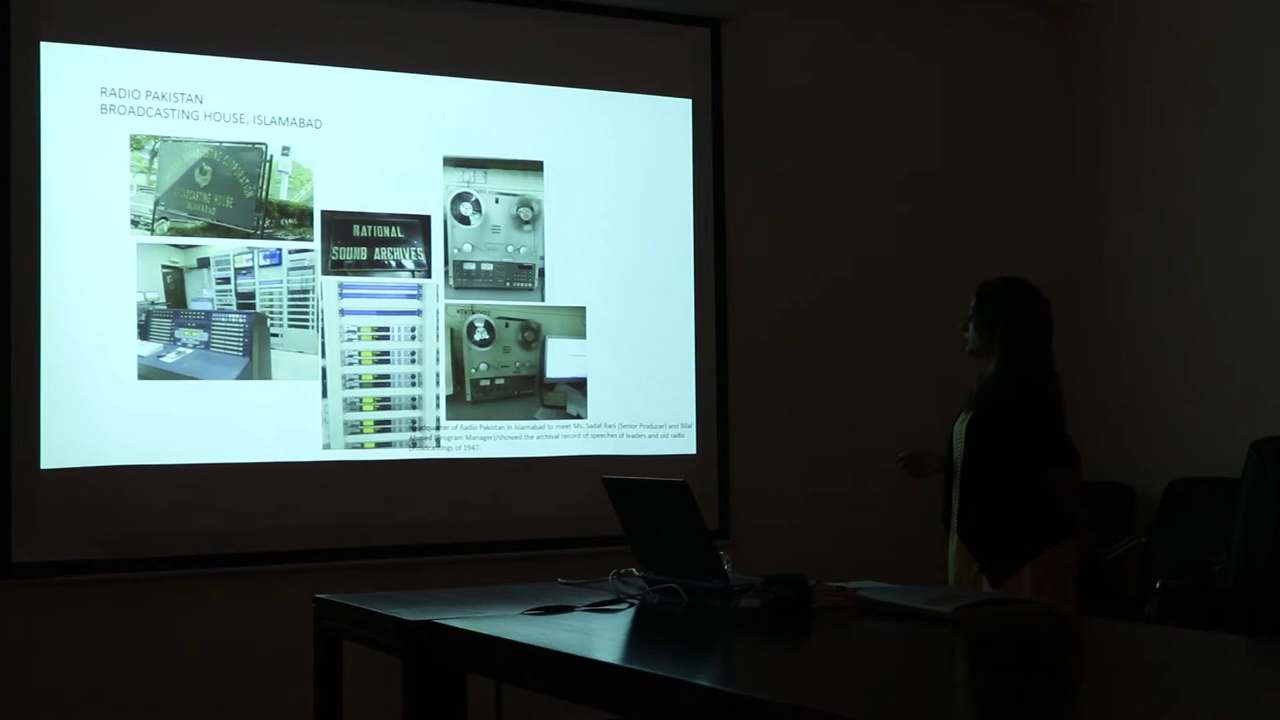 RADIO PAKISTAN
BROADCASTING HOUSE, ISLAMABAD
CORPORATION
BROADCASTING HOUSE
ISLAMABAD
NATIONAL
SOUND ARCHIVES
of Radio Pakistan in Islamabad to meet Ms. Sadaf Rani (Senior Producer) and Bilal
(Program Manager)/showed the archival record of speeches of leaders and old radio
of 1947.